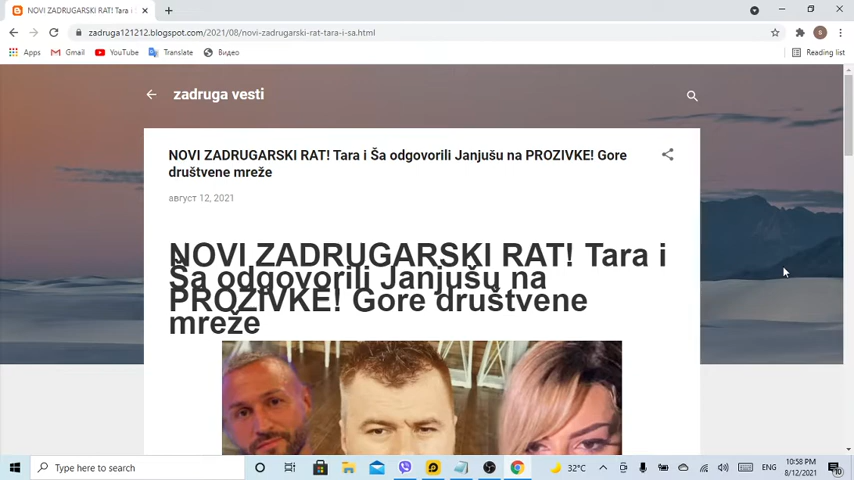 NOVI ZADRUGARSKI RAT! Tara i
zadruga121212.blogspot.com/2021/08/novi-zadrugarski-rat-tara-i-sa.html
Apps Gmail YouTube Translate Видео Reading list
zadruga vesti
NOVI ZADRUGARSKI RAT! Tara i Ša odgovorili Janjušu na PROZIVKE! Gore
društvene mreže
август 12, 2021
NOVI ZADRUGARSKI RAT! Tara i
Ša odgovorili Janjušu na
PROZIVKE! Gore društvene
mreže
Type here to search
32°C
ENG
10:58 PM
8/12/2021